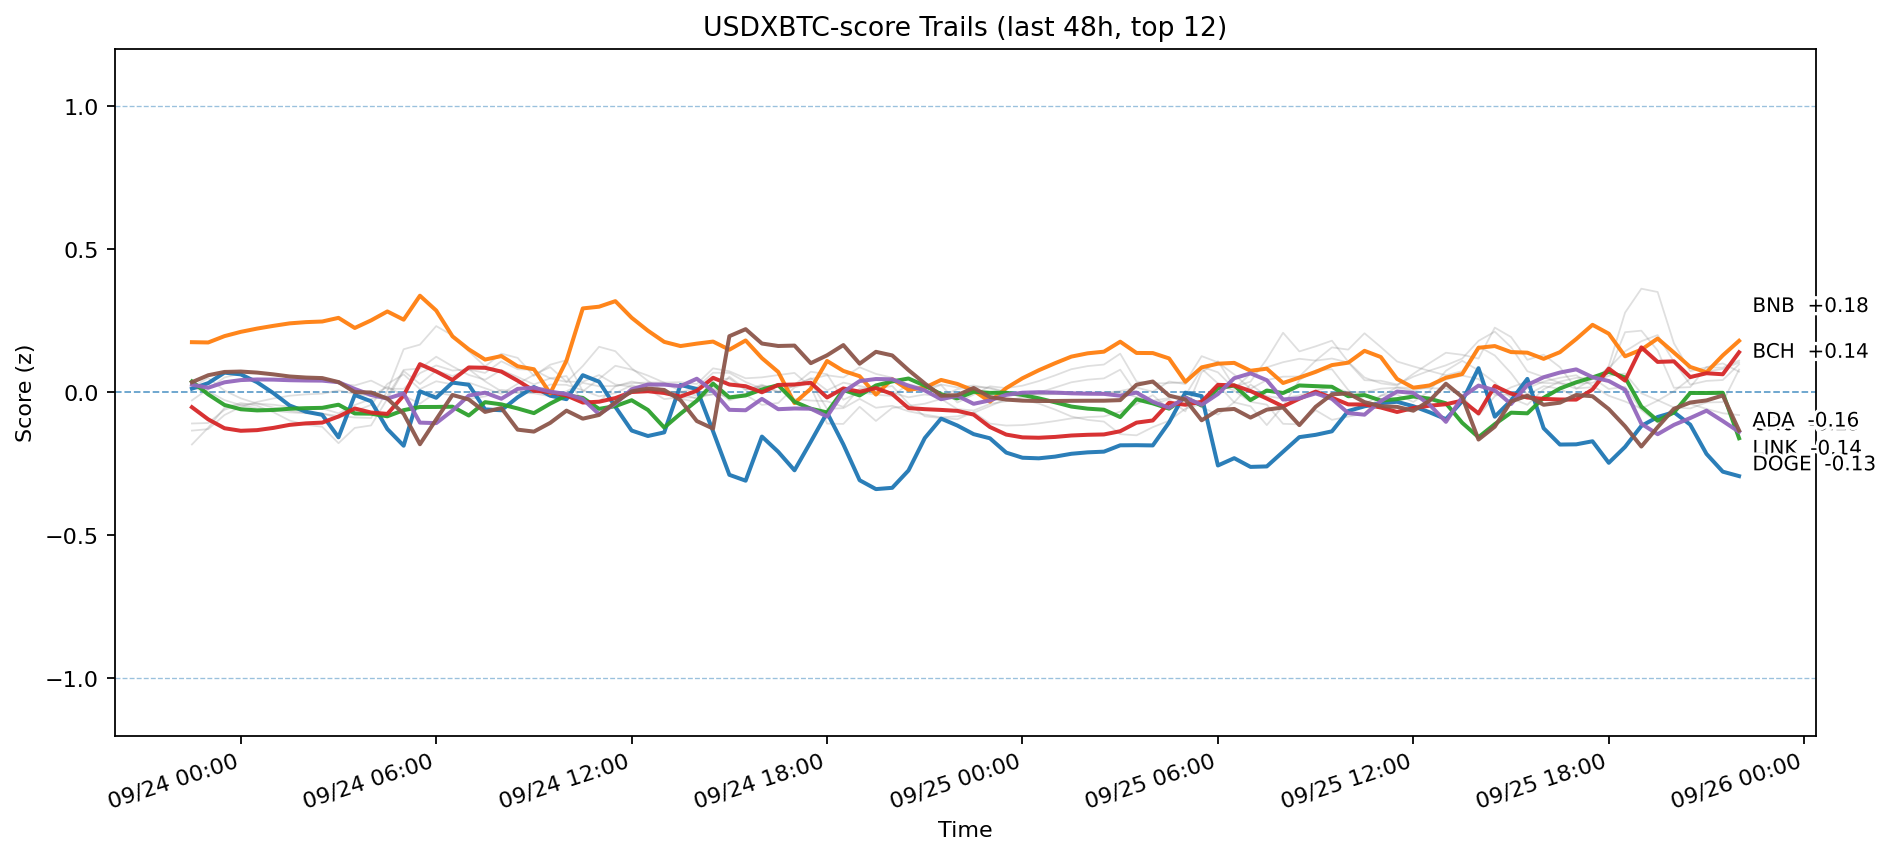 USDXBTC-score Trails (last 48h, top 12)
Score (z)
1.0
0.5
0.0
−0.5
−1.0
BNB +0.18
BCH +0.14
ADA -0.16
LINK -0.14
DOGE -0.13
09/24 00:00
09/24 06:00
09/24 12:00
09/24 18:00
09/25 00:00
09/25 06:00
09/25 12:00
09/25 18:00
09/26 00:00
Time